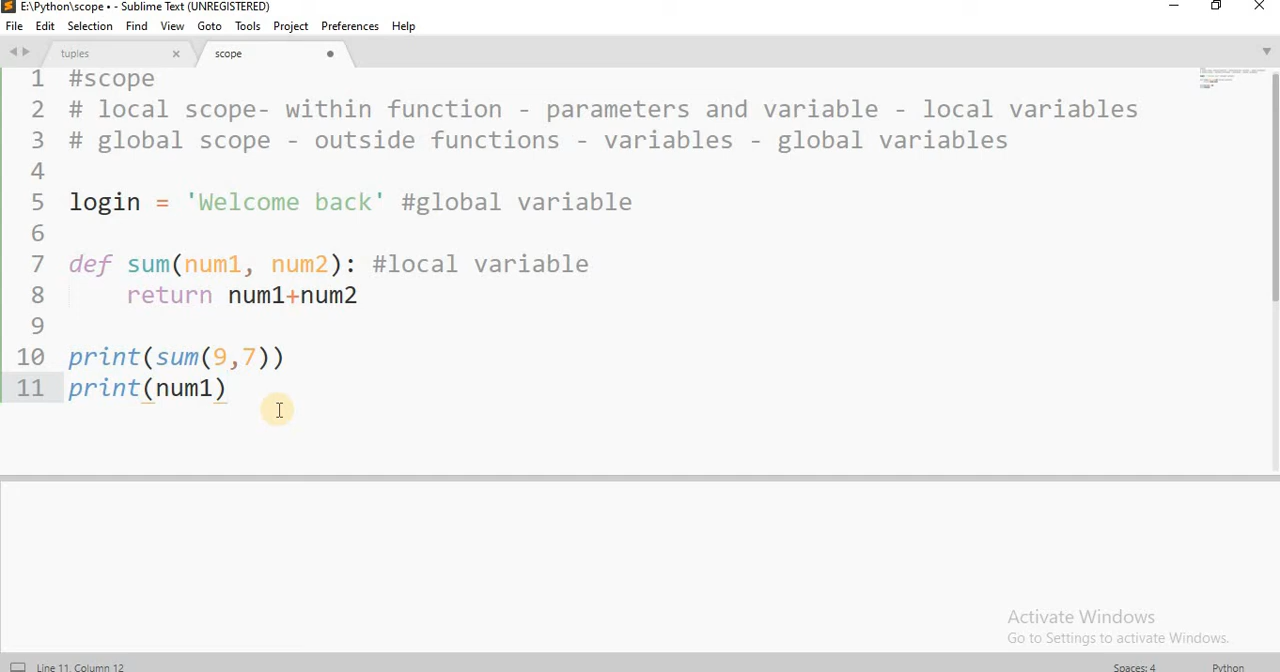 E:\Python\scope • - Sublime Text (UNREGISTERED)
File Edit Selection Find View Goto Tools Project Preferences Help
tuples scope
1 #scope
2 # local scope- within function - parameters and variable - local variables
3 # global scope - outside functions - variables - global variables
4
5 login = 'Welcome back' #global variable
6
7 def sum(num1, num2): #local variable
8 return num1+num2
9
10 print(sum(9,7))
11 print(num1)
Activate Windows
Go to Settings to activate Windows.
Line 11, Column 12 Spaces: 4 Python